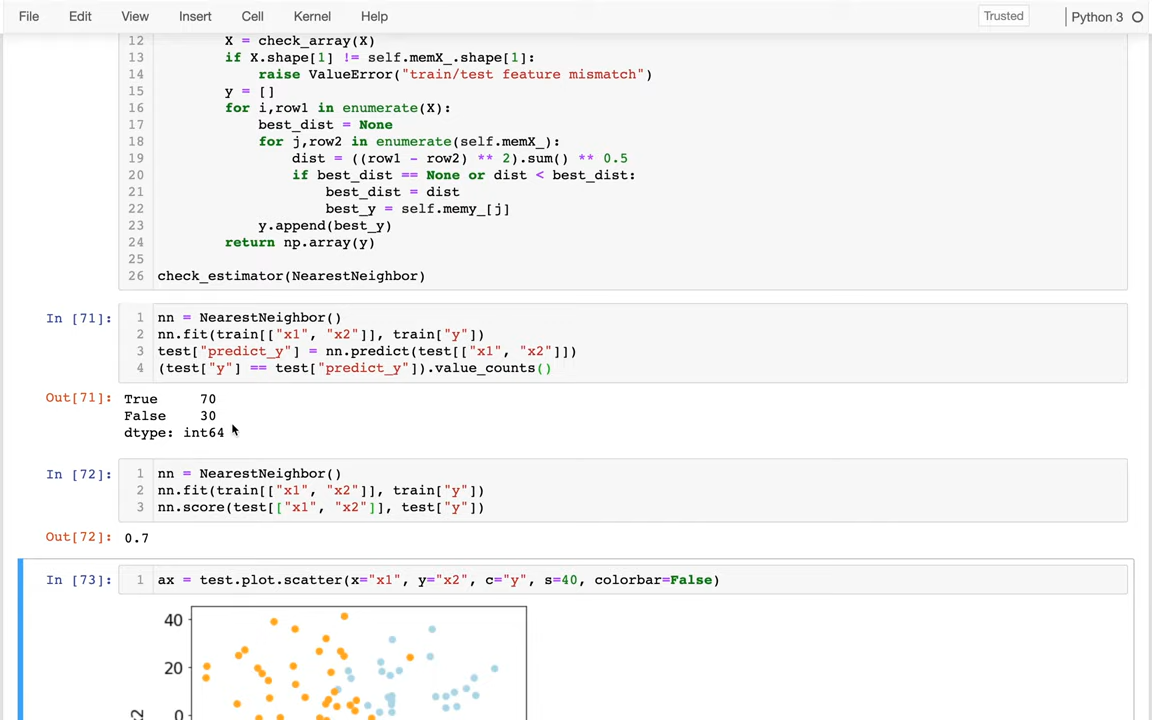 File Edit View Insert Cell Kernel Help Trusted Python 3
12 X = check_array(X)
13 if X.shape[1] != self.memX_.shape[1]:
14 raise ValueError("train/test feature mismatch")
15 y = []
16 for i,row1 in enumerate(X):
17 best_dist = None
18 for j,row2 in enumerate(self.memX_):
19 dist = ((row1 - row2) ** 2).sum() ** 0.5
20 if best_dist == None or dist < best_dist:
21 best_dist = dist
22 best_y = self.memy_[j]
23 y.append(best_y)
24 return np.array(y)
25
26 check_estimator(NearestNeighbor)
In [71]: 1 nn = NearestNeighbor()
2 nn.fit(train[["x1", "x2"]], train["y"])
3 test["predict_y"] = nn.predict(test[["x1", "x2"]])
4 (test["y"] == test["predict_y"]).value_counts()
Out[71]: True 70
False 30
dtype: int64
In [72]: 1 nn = NearestNeighbor()
2 nn.fit(train[["x1", "x2"]], train["y"])
3 nn.score(test[["x1", "x2"]], test["y"])
Out[72]: 0.7
In [73]: 1 ax = test.plot.scatter(x="x1", y="x2", c="y", s=40, colorbar=False)
40
20
0